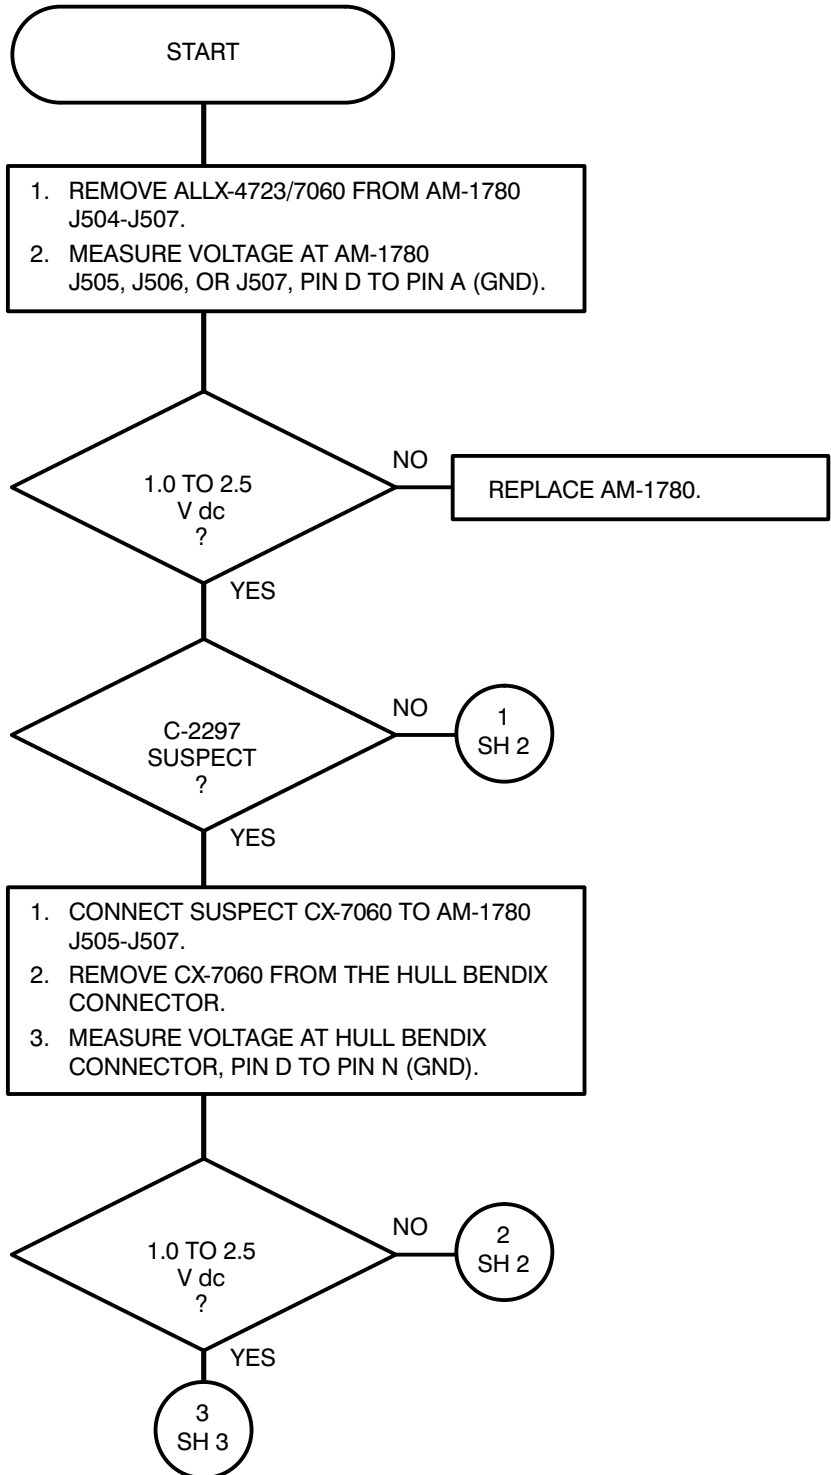 START
1. REMOVE ALLX-4723/7060 FROM AM-1780
J504-J507.
2. MEASURE VOLTAGE AT AM-1780
J505, J506, OR J507, PIN D TO PIN A (GND).
1.0 TO 2.5
V dc
?
NO
REPLACE AM-1780.
YES
C-2297
SUSPECT
?
NO
1
SH 2
YES
1. CONNECT SUSPECT CX-7060 TO AM-1780
J505-J507.
2. REMOVE CX-7060 FROM THE HULL BENDIX
CONNECTOR.
3. MEASURE VOLTAGE AT HULL BENDIX
CONNECTOR, PIN D TO PIN N (GND).
1.0 TO 2.5
V dc
?
NO
2
SH 2
YES
3
SH 3